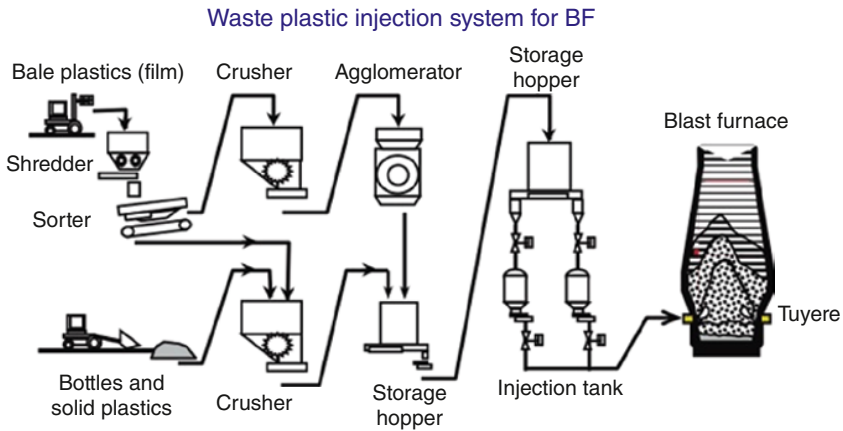 Waste plastic injection system for BF
Bale plastics (film)
Crusher
Agglomerator
Storage
hopper
Blast furnace
Shredder
Sorter
Tuyere
Bottles and
solid plastics
Crusher
Storage
hopper
Injection tank